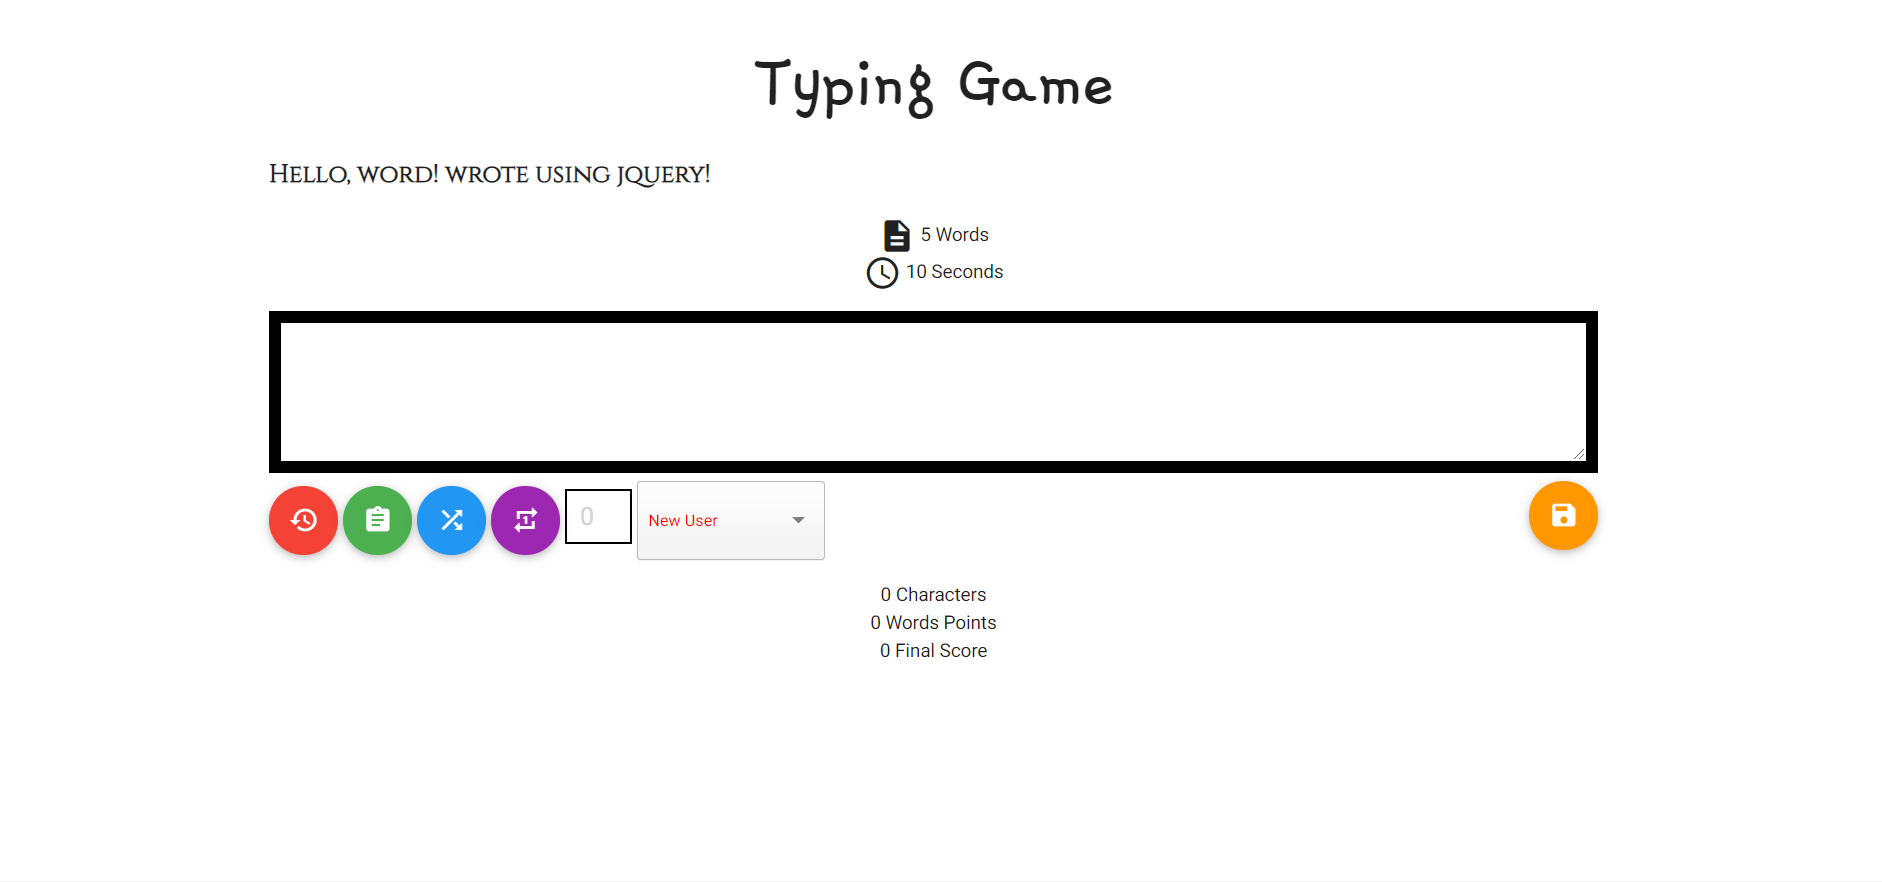 Typing Game
Hello, word! wrote using jquery!
5 Words
10 Seconds
0 New User
0 Characters
0 Words Points
0 Final Score